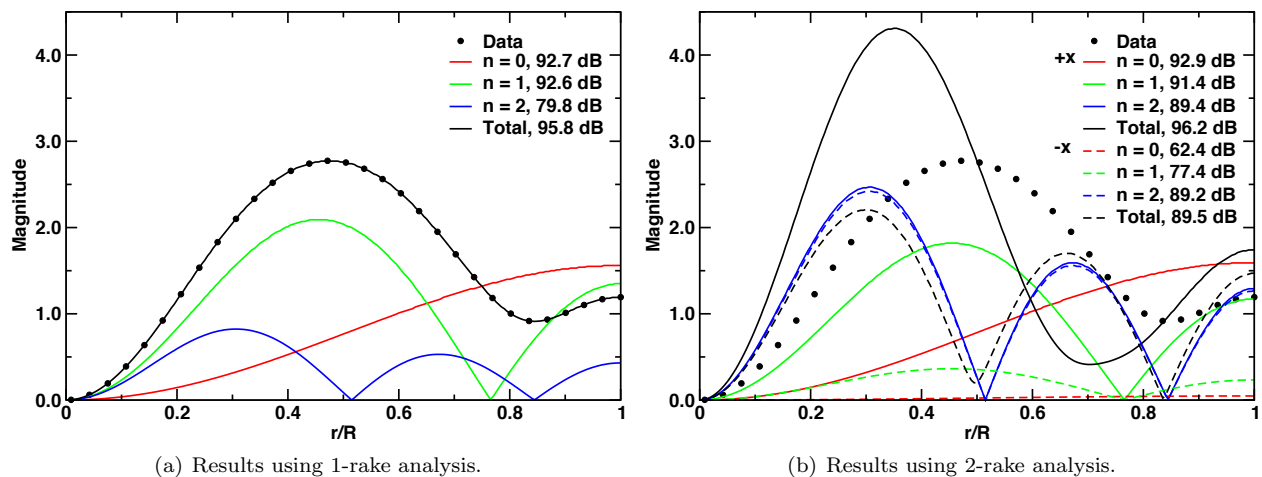 4.0
3.0
2.0
1.0
0.0
Magnitude
Data
n = 0, 92.7 dB
n = 1, 92.6 dB
n = 2, 79.8 dB
Total, 95.8 dB
0 0.2 0.4 0.6 0.8 1
r/R
(a) Results using 1-rake analysis.
4.0
3.0
2.0
1.0
0.0
Magnitude
Data
+x n = 0, 92.9 dB
n = 1, 91.4 dB
n = 2, 89.4 dB
Total, 96.2 dB
-x n = 0, 62.4 dB
n = 1, 77.4 dB
n = 2, 89.2 dB
Total, 89.5 dB
0 0.2 0.4 0.6 0.8 1
r/R
(b) Results using 2-rake analysis.